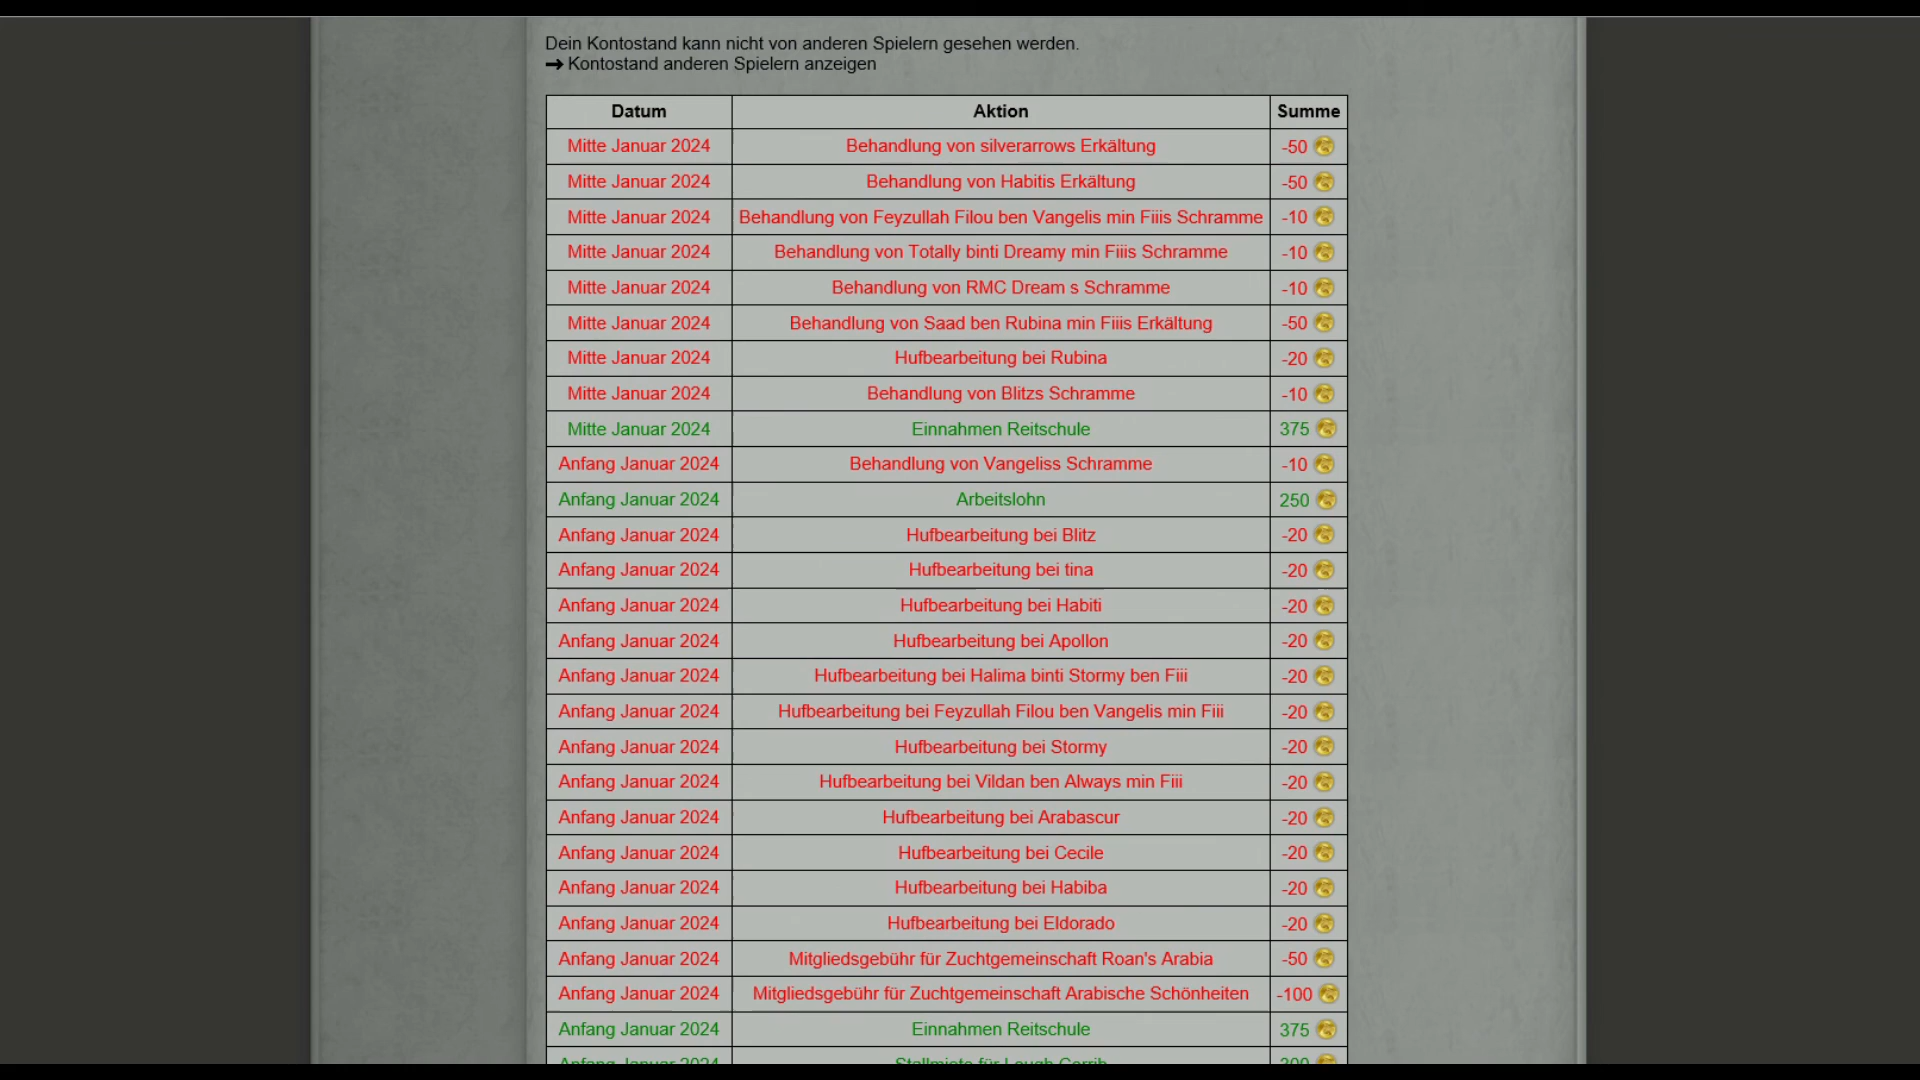 Dein Kontostand kann nicht von anderen Spielern gesehen werden.
➞ Kontostand anderen Spielern anzeigen
Datum Aktion Summe
Mitte Januar 2024 Behandlung von silverarrows Erkältung -50
Mitte Januar 2024 Behandlung von Habitis Erkältung -50
Mitte Januar 2024 Behandlung von Feyzullah Filou ben Vangelis min Fiiis Schramme -10
Mitte Januar 2024 Behandlung von Totally binti Dreamy min Fiiis Schramme -10
Mitte Januar 2024 Behandlung von RMC Dream s Schramme -10
Mitte Januar 2024 Behandlung von Saad ben Rubina min Fiiis Erkältung -50
Mitte Januar 2024 Hufbearbeitung bei Rubina -20
Mitte Januar 2024 Behandlung von Blitzs Schramme -10
Mitte Januar 2024 Einnahmen Reitschule 375
Anfang Januar 2024 Behandlung von Vangeliss Schramme -10
Anfang Januar 2024 Arbeitslohn 250
Anfang Januar 2024 Hufbearbeitung bei Blitz -20
Anfang Januar 2024 Hufbearbeitung bei tina -20
Anfang Januar 2024 Hufbearbeitung bei Habiti -20
Anfang Januar 2024 Hufbearbeitung bei Apollon -20
Anfang Januar 2024 Hufbearbeitung bei Halima binti Stormy ben Fiii -20
Anfang Januar 2024 Hufbearbeitung bei Feyzullah Filou ben Vangelis min Fiii -20
Anfang Januar 2024 Hufbearbeitung bei Stormy -20
Anfang Januar 2024 Hufbearbeitung bei Vildan ben Always min Fiii -20
Anfang Januar 2024 Hufbearbeitung bei Arabascur -20
Anfang Januar 2024 Hufbearbeitung bei Cecile -20
Anfang Januar 2024 Hufbearbeitung bei Habiba -20
Anfang Januar 2024 Hufbearbeitung bei Eldorado -20
Anfang Januar 2024 Mitgliedsgebühr für Zuchtgemeinschaft Roan's Arabia -50
Anfang Januar 2024 Mitgliedsgebühr für Zuchtgemeinschaft Arabische Schönheiten -100
Anfang Januar 2024 Einnahmen Reitschule 375
Anfang Januar 2024 Stallmiete für Lough Corrib 300